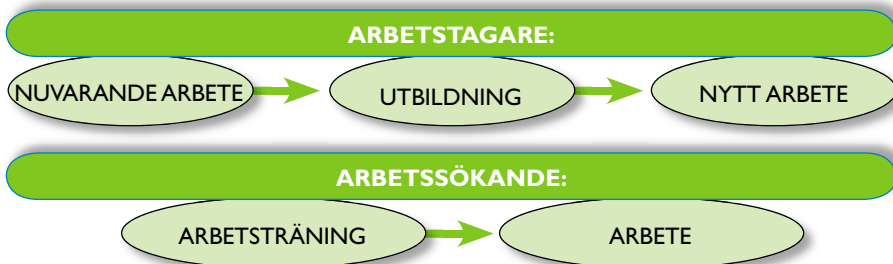 ARBETSTAGARE:
NUVARANDE ARBETE UTBILDNING NYTT ARBETE
ARBETSSÖKANDE:
ARBETSTRÄNING ARBETE